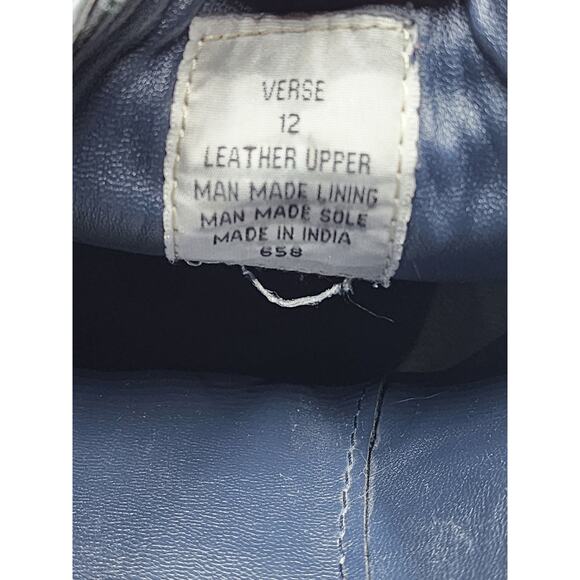 VERSE
12
LEATHER UPPER
MAN MADE LINING
MAN MADE SOLE
MADE IN INDIA
658